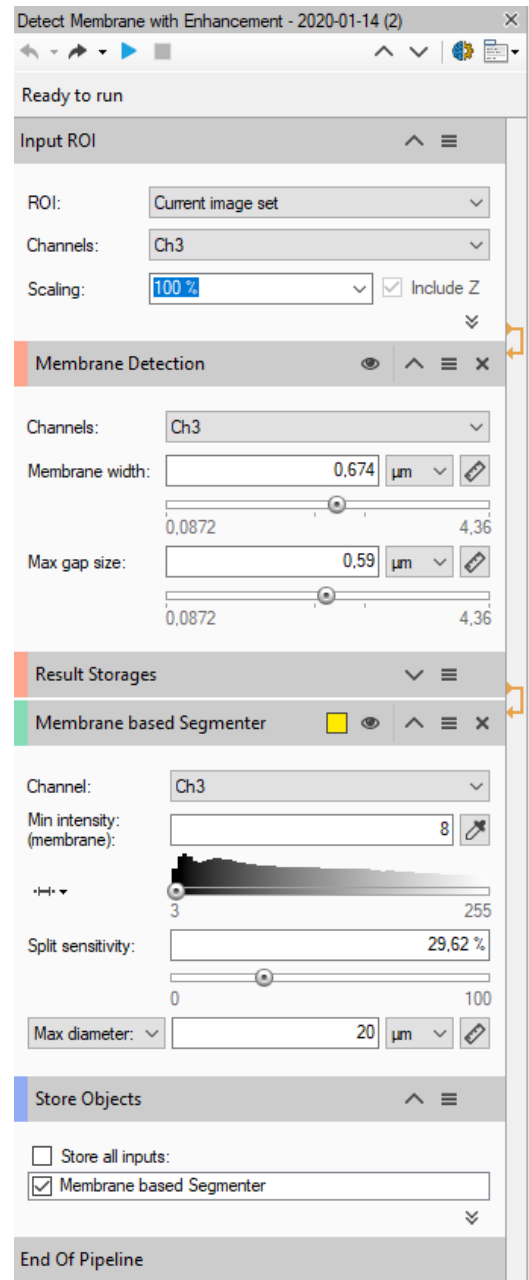 Detect Membrane with Enhancement - 2020-01-14 (2)
Ready to run
Input ROI
ROI: Current image set
Channels: Ch3
Scaling: 100 % Include Z
Membrane Detection
Channels: Ch3
Membrane width: 0,674 µm
0,0872 4,36
Max gap size: 0,59 µm
0,0872 4,36
Result Storages
Membrane based Segmenter
Channel: Ch3
Min intensity:
(membrane): 8
3 255
Split sensitivity: 29,62 %
0 100
Max diameter: 20 µm
Store Objects
Store all inputs:
Membrane based Segmenter
End Of Pipeline